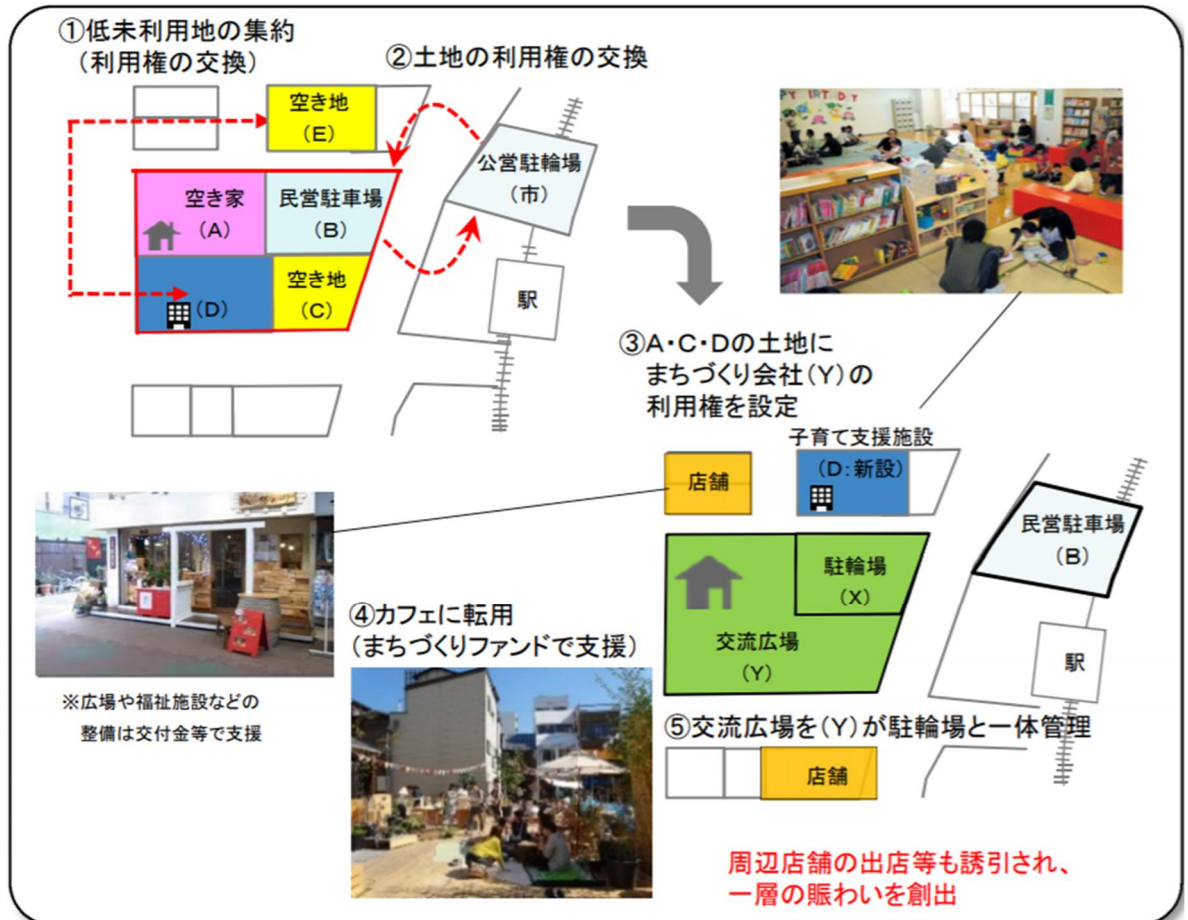 ①低未利用地の集約
(利用権の交換)
②土地の利用権の交換
空き地
(E)
公営駐輪場
(市)
空き家
(A)
民営駐車場
(B)
(D)
空き地
(C)
駅
③A・C・Dの土地に
まちづくり会社(Y)の
利用権を設定
子育て支援施設
(D:新設)
店舗
民営駐車場
(B)
駐輪場
(X)
交流広場
(Y)
駅
④カフェに転用
(まちづくりファンドで支援)
※広場や福祉施設などの
整備は交付金等で支援
⑤交流広場を(Y)が駐輪場と一体管理
店舗
周辺店舗の出店等も誘引され、
一層の賑わいを創出